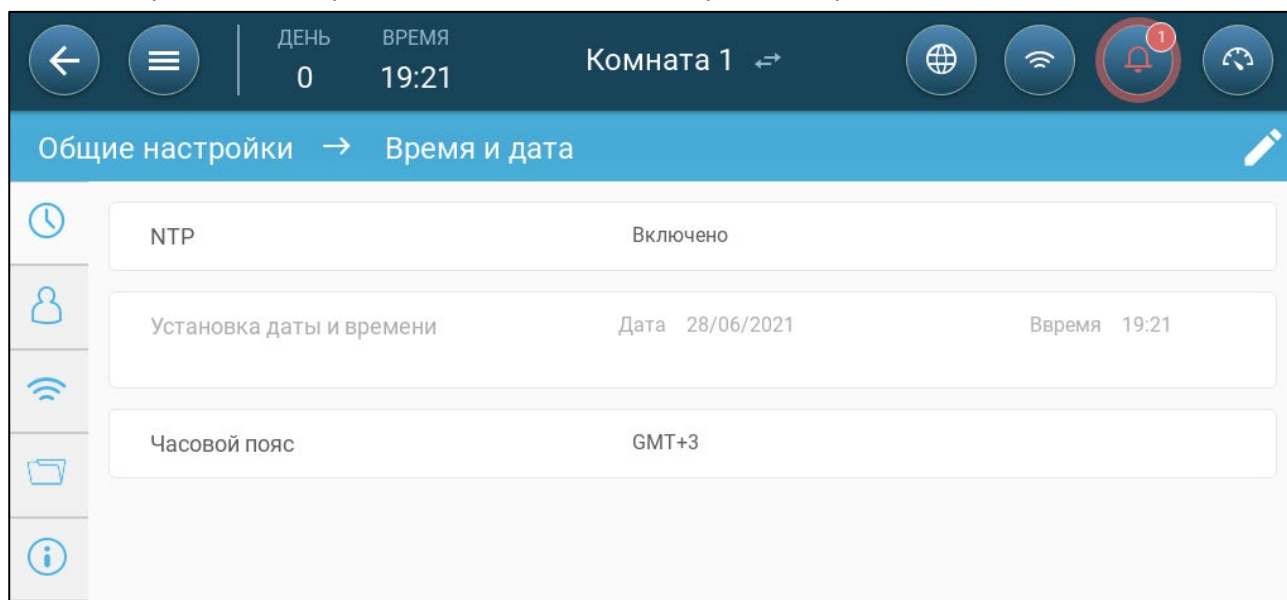 ДЕНЬ ВРЕМЯ
0 19:21 Комната 1 1
Общие настройки → Время и дата
NTP Включено
Установка даты и времени Дата 28/06/2021 Ввремя 19:21
Часовой пояс GMT+3